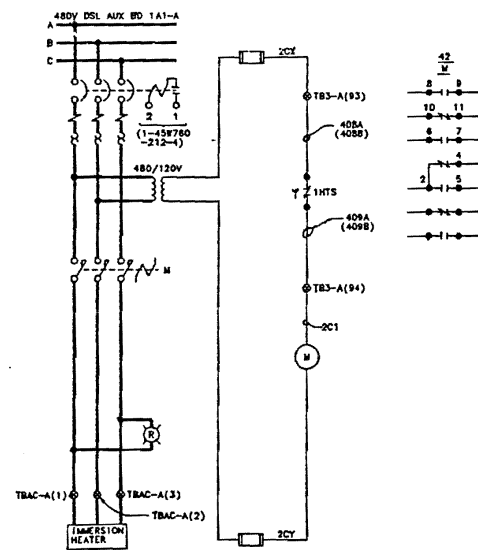 480V DSL AUX BD 1A1-A
A
B
C
2 1
(1-45W760
-212-4)
480/120V
M
R
TBAC-A(1)
TBAC-A(3)
TBAC-A(2)
IMMERSION
HEATER
2CX
TB3-A(93)
408A
(408B)
1HTS
409A
(409B)
TB3-A(94)
2C1
M
2CY
42
M
8 9
10 11
6 7
4
2 5